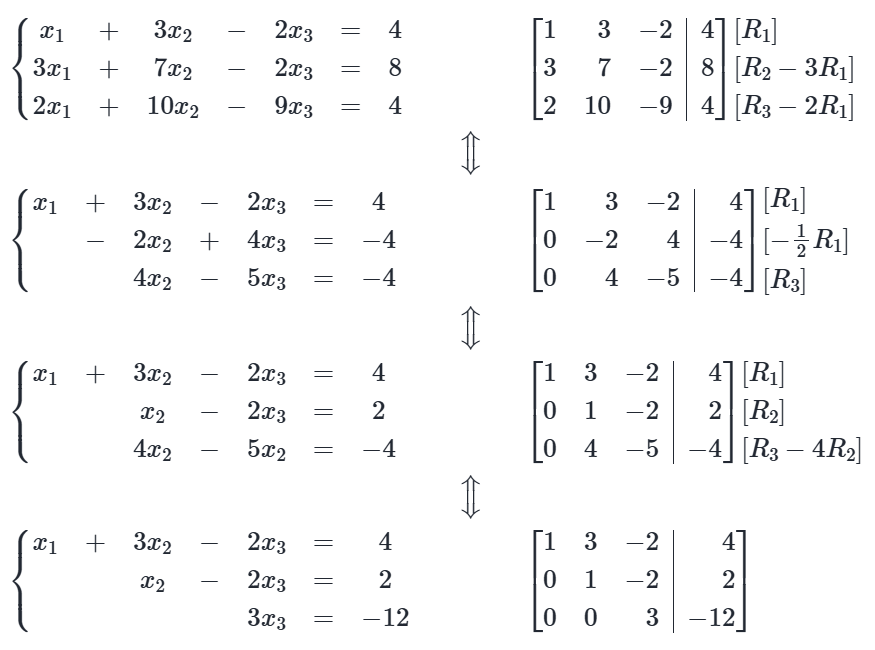 x₁ + 3x₂ − 2x₃ = 4 [1 3 −2 | 4] [R₁]
3x₁ + 7x₂ − 2x₃ = 8 [3 7 −2 | 8] [R₂ − 3R₁]
2x₁ + 10x₂ − 9x₃ = 4 [2 10 −9 | 4] [R₃ − 2R₁]
⇕
x₁ + 3x₂ − 2x₃ = 4 [1 3 −2 | 4] [R₁]
− 2x₂ + 4x₃ = −4 [0 −2 4 | −4] [−½R₁]
4x₂ − 5x₃ = −4 [0 4 −5 | −4] [R₃]
⇕
x₁ + 3x₂ − 2x₃ = 4 [1 3 −2 | 4] [R₁]
x₂ − 2x₃ = 2 [0 1 −2 | 2] [R₂]
4x₂ − 5x₂ = −4 [0 4 −5 | −4] [R₃ − 4R₂]
⇕
x₁ + 3x₂ − 2x₃ = 4 [1 3 −2 | 4]
x₂ − 2x₃ = 2 [0 1 −2 | 2]
3x₃ = −12 [0 0 3 | −12]